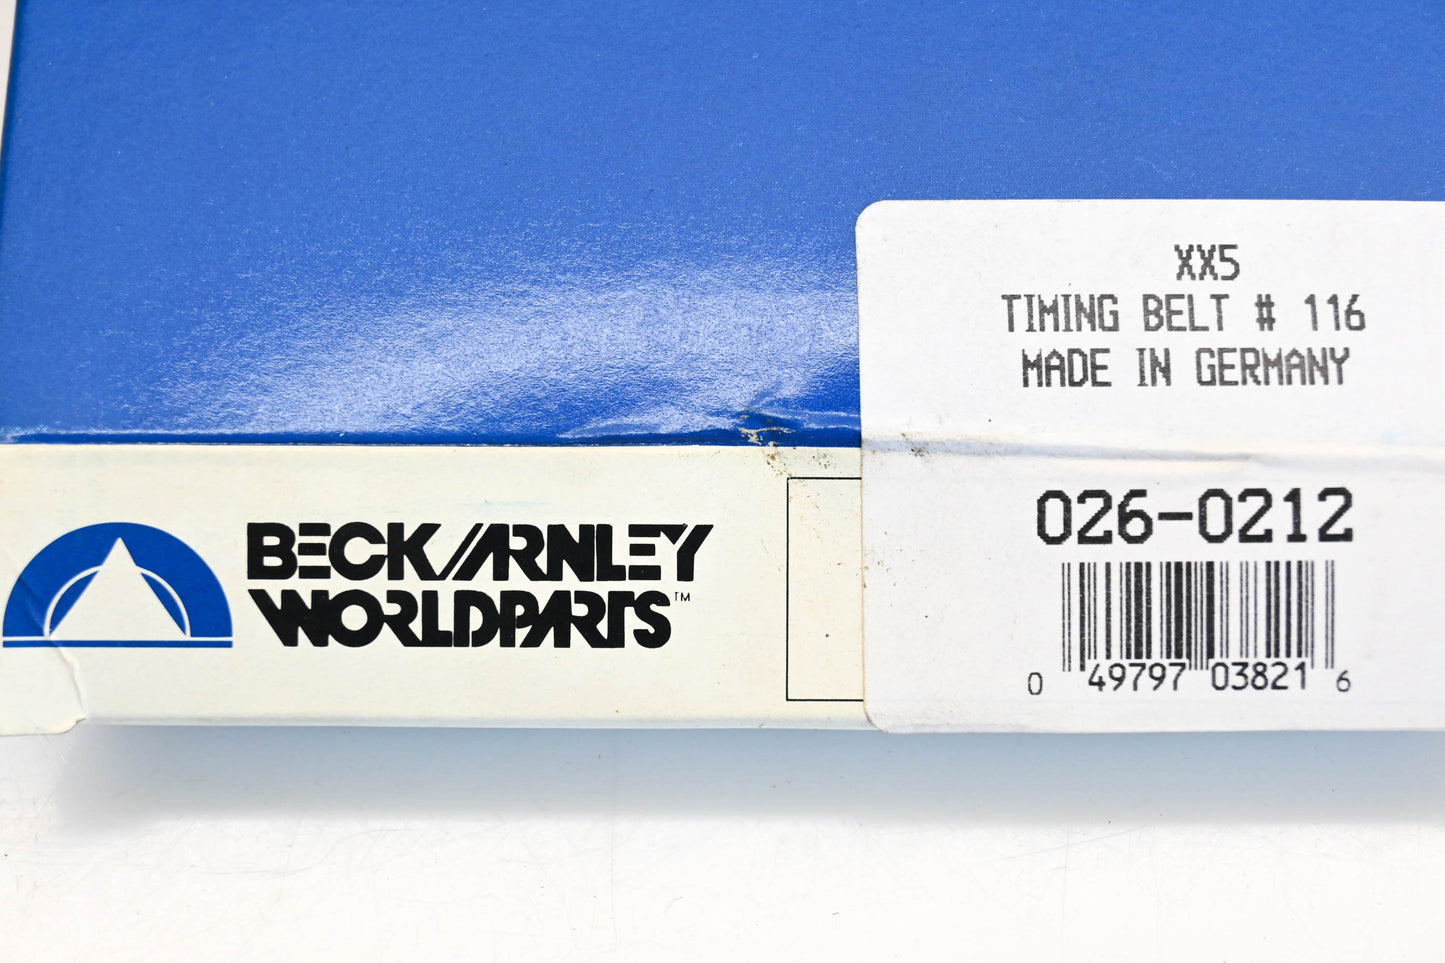 BECK/ARNLEY
WORLDPARTS™
XX5
TIMING BELT # 116
MADE IN GERMANY
026-0212
0 49797 03821 6